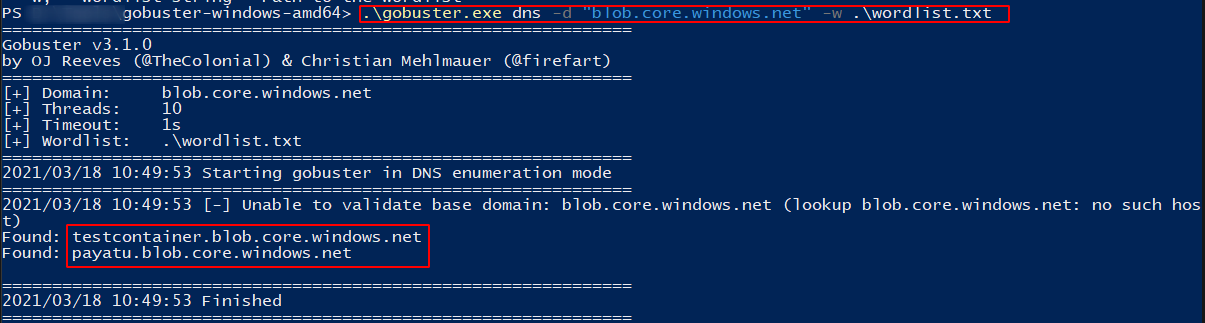 PS gobuster-windows-amd64> .\gobuster.exe dns -d "blob.core.windows.net" -w .\wordlist.txt
===============================================================
Gobuster v3.1.0
by OJ Reeves (@TheColonial) & Christian Mehlmauer (@firefart)
===============================================================
[+] Domain:     blob.core.windows.net
[+] Threads:    10
[+] Timeout:    1s
[+] Wordlist:   .\wordlist.txt
===============================================================
2021/03/18 10:49:53 Starting gobuster in DNS enumeration mode
===============================================================
2021/03/18 10:49:53 [-] Unable to validate base domain: blob.core.windows.net (lookup blob.core.windows.net: no such hos
t)
Found: testcontainer.blob.core.windows.net
Found: payatu.blob.core.windows.net
===============================================================
2021/03/18 10:49:53 Finished
===============================================================